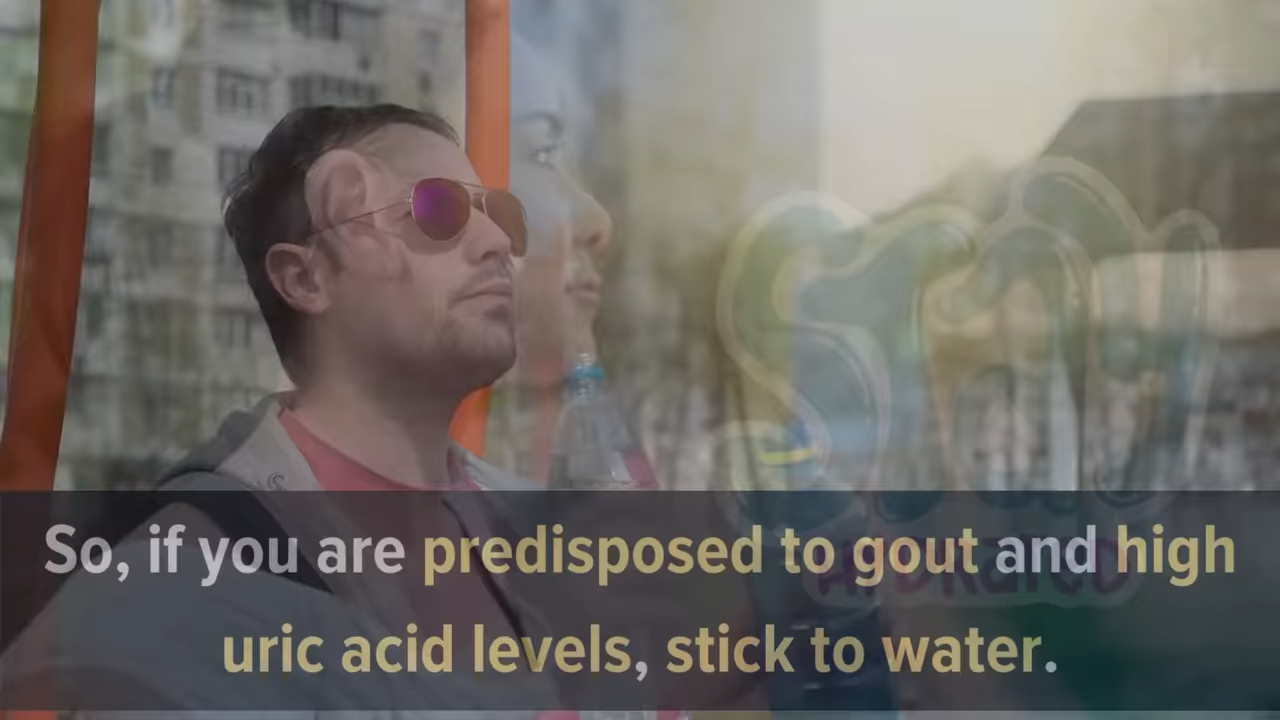 So, if you are predisposed to gout and high
uric acid levels, stick to water.